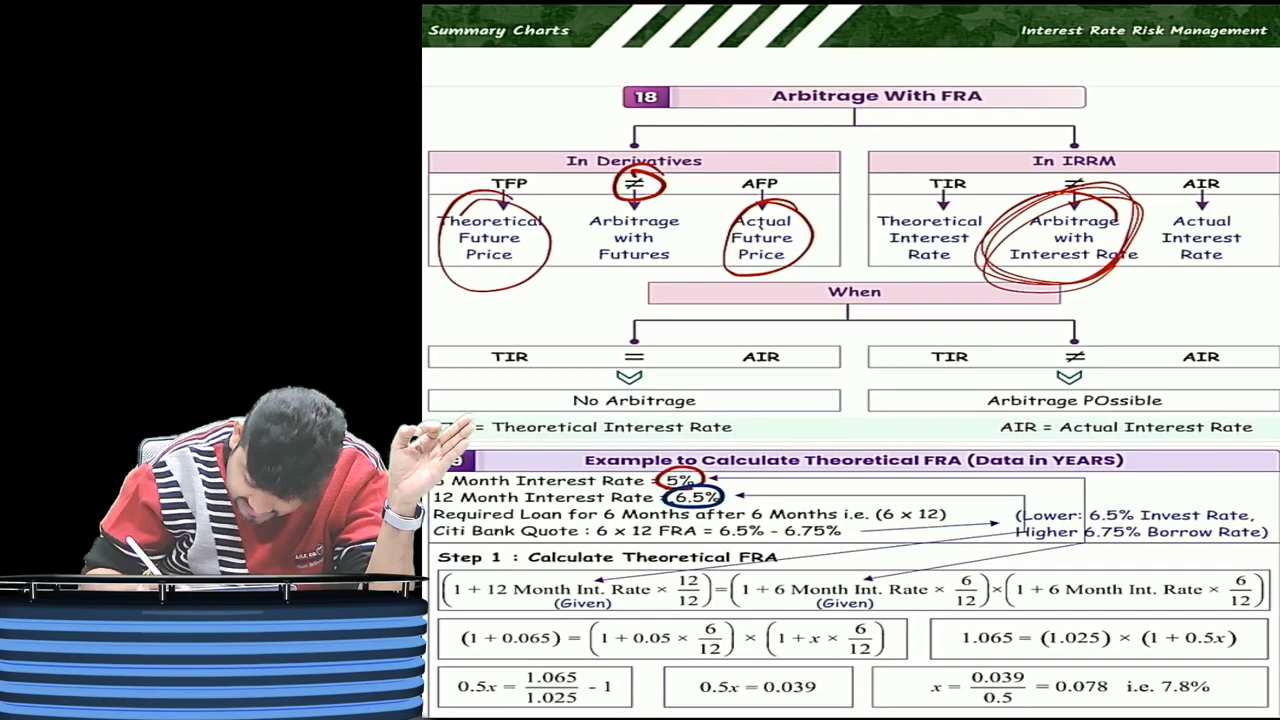 Summary Charts
Interest Rate Risk Management
18 Arbitrage With FRA
In Derivatives
TFP ≠ AFP
Theoretical Future Price
Arbitrage with Futures
Actual Future Price
In IRRM
TIR ≠ AIR
Theoretical Interest Rate
Arbitrage with Interest Rate
Actual Interest Rate
When
TIR = AIR
No Arbitrage
TIR ≠ AIR
Arbitrage POssible
= Theoretical Interest Rate
AIR = Actual Interest Rate
Example to Calculate Theoretical FRA (Data in YEARS)
Month Interest Rate = 5%
12 Month Interest Rate = 6.5%
Required Loan for 6 Months after 6 Months i.e. (6 x 12)
Citi Bank Quote : 6 x 12 FRA = 6.5% - 6.75%
(Lower: 6.5% Invest Rate,
Higher 6.75% Borrow Rate)
Step 1 : Calculate Theoretical FRA
(1 + 12 Month Int. Rate × 12/12) = (1 + 6 Month Int. Rate × 6/12) × (1 + 6 Month Int. Rate × 6/12)
(Given) (Given)
(1 + 0.065) = (1 + 0.05 × 6/12) × (1 + x × 6/12)
1.065 = (1.025) × (1 + 0.5x)
0.5x = 1.065/1.025 - 1
0.5x = 0.039
x = 0.039/0.5 = 0.078 i.e. 7.8%